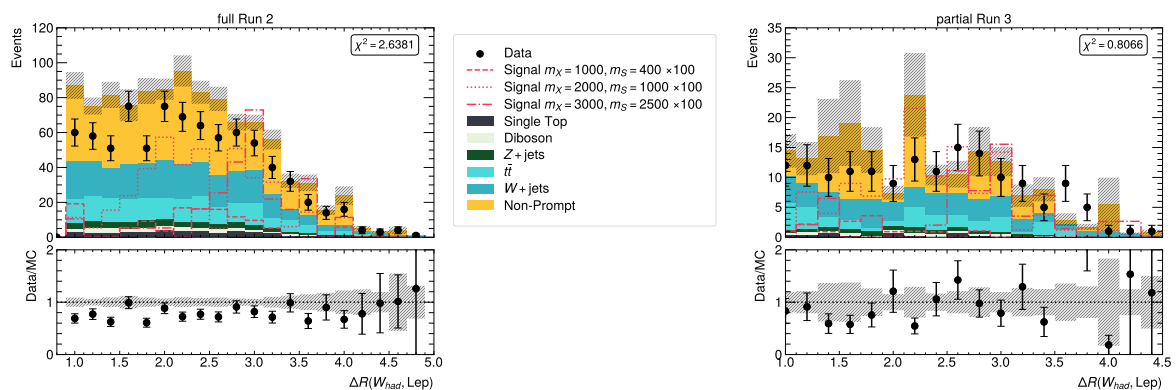 full Run 2
partial Run 3
Events
120
100
80
60
40
20
0
χ² = 2.6381
Data/MC
2
1
0
1.0 1.5 2.0 2.5 3.0 3.5 4.0 4.5 5.0
ΔR(W_had, Lep)
Data
Signal m_X = 1000, m_S = 400 ×100
Signal m_X = 2000, m_S = 1000 ×100
Signal m_X = 3000, m_S = 2500 ×100
Single Top
Diboson
Z + jets
tt̄
W + jets
Non-Prompt
Events
35
30
25
20
15
10
5
0
χ² = 0.8066
Data/MC
2
1
0
1.0 1.5 2.0 2.5 3.0 3.5 4.0 4.5
ΔR(W_had, Lep)